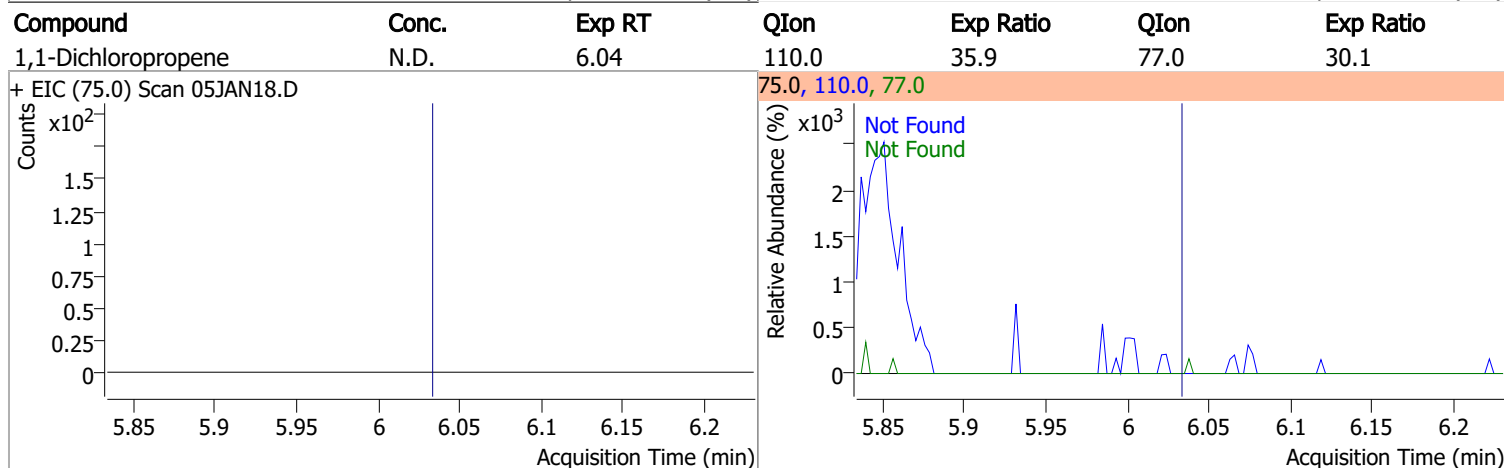 Compound Conc. Exp RT QIon Exp Ratio QIon Exp Ratio
1,1-Dichloropropene N.D. 6.04 110.0 35.9 77.0 30.1
+ EIC (75.0) Scan 05JAN18.D
Counts
x10²
1.5
1.25
1
0.75
0.5
0.25
0
5.85 5.9 5.95 6 6.05 6.1 6.15 6.2
Acquisition Time (min)
75.0, 110.0, 77.0
Relative Abundance (%)
x10³
Not Found
Not Found
2
1.5
1
0.5
0
5.85 5.9 5.95 6 6.05 6.1 6.15 6.2
Acquisition Time (min)